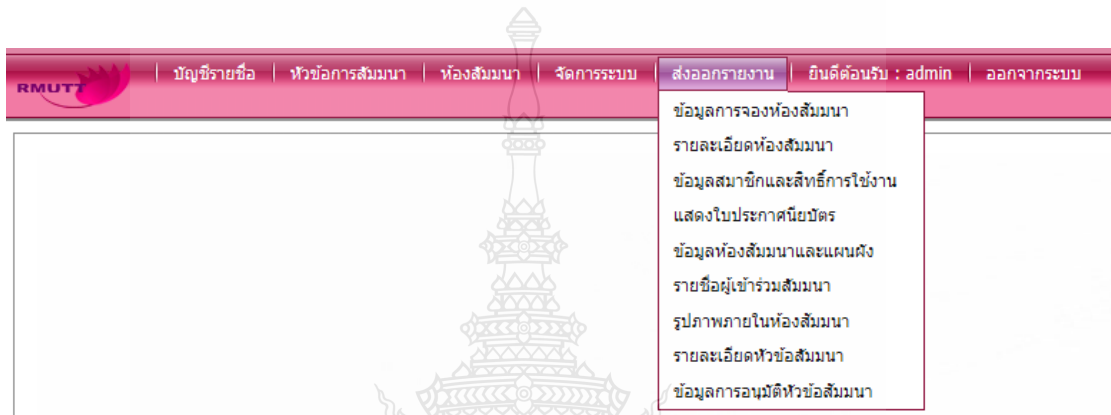 RMUTT บัญชีรายชื่อ หัวข้อการสัมมนา ห้องสัมมนา จัดการระบบ ส่งออกรายงาน ยินดีต้อนรับ : admin ออกจากระบบ
ข้อมูลการจองห้องสัมมนา
รายละเอียดห้องสัมมนา
ข้อมูลสมาชิกและสิทธิ์การใช้งาน
แสดงใบประกาศนียบัตร
ข้อมูลห้องสัมมนาและแผนผัง
รายชื่อผู้เข้าร่วมสัมมนา
รูปภาพภายในห้องสัมมนา
รายละเอียดหัวข้อสัมมนา
ข้อมูลการอนุมัติหัวข้อสัมมนา